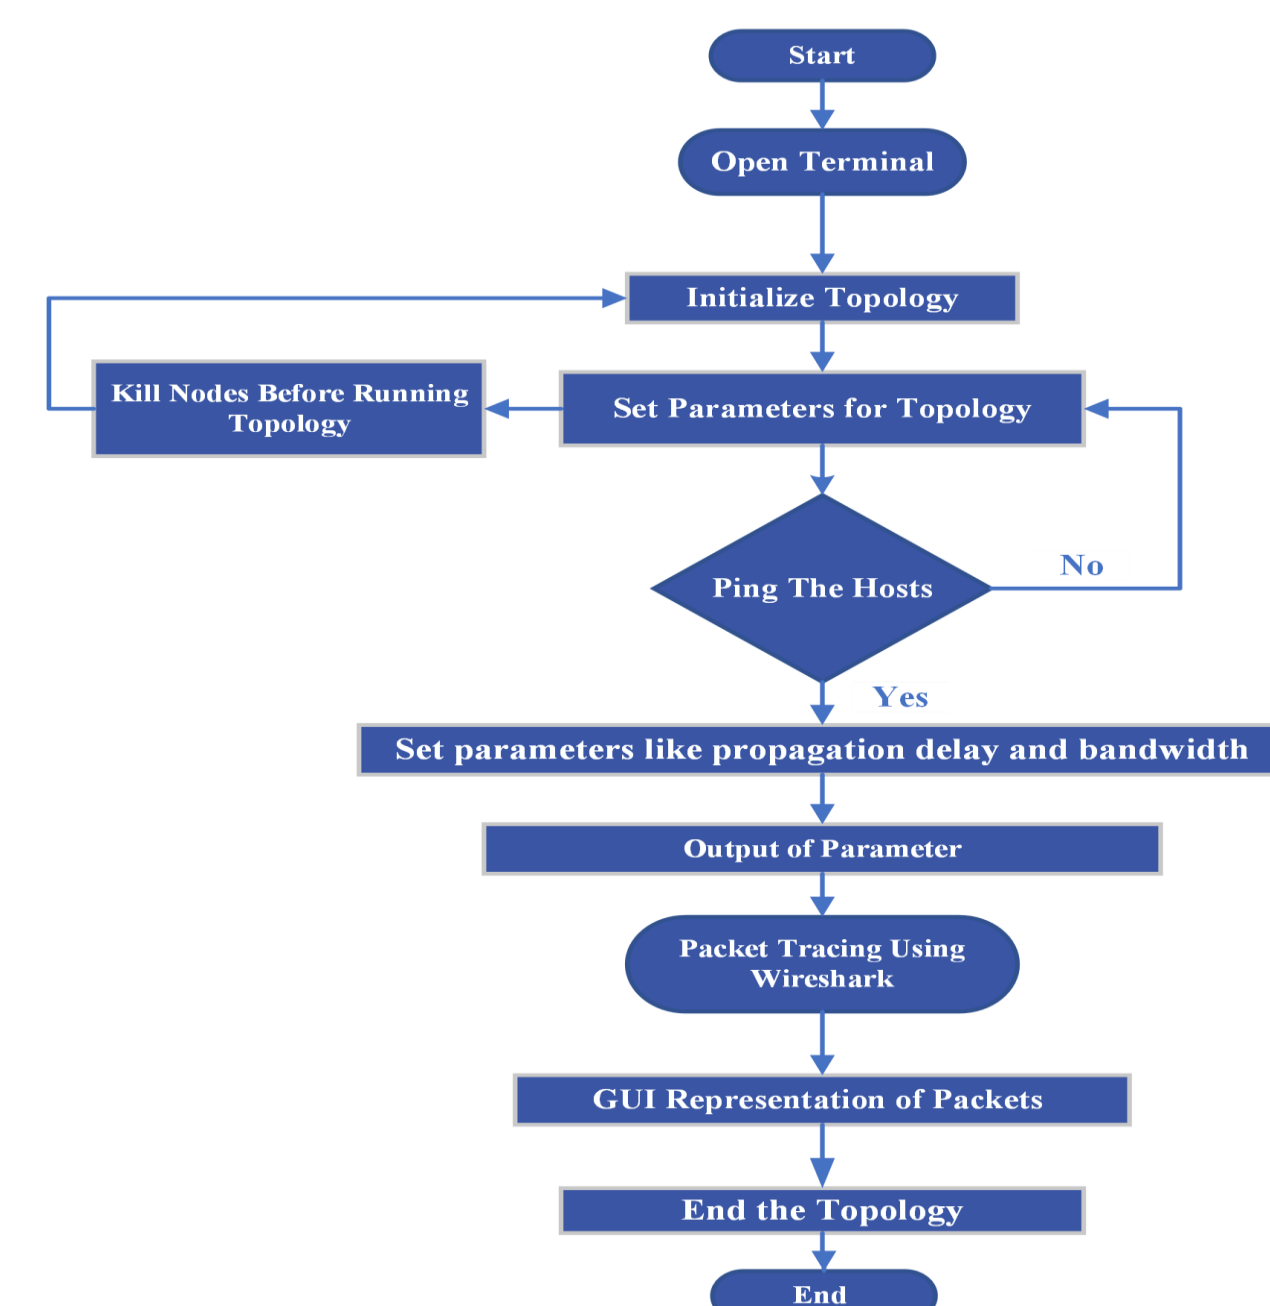 Start
Open Terminal
Initialize Topology
Kill Nodes Before Running
Topology
Set Parameters for Topology
Ping The Hosts
No
Yes
Set parameters like propagation delay and bandwidth
Output of Parameter
Packet Tracing Using
Wireshark
GUI Representation of Packets
End the Topology
End